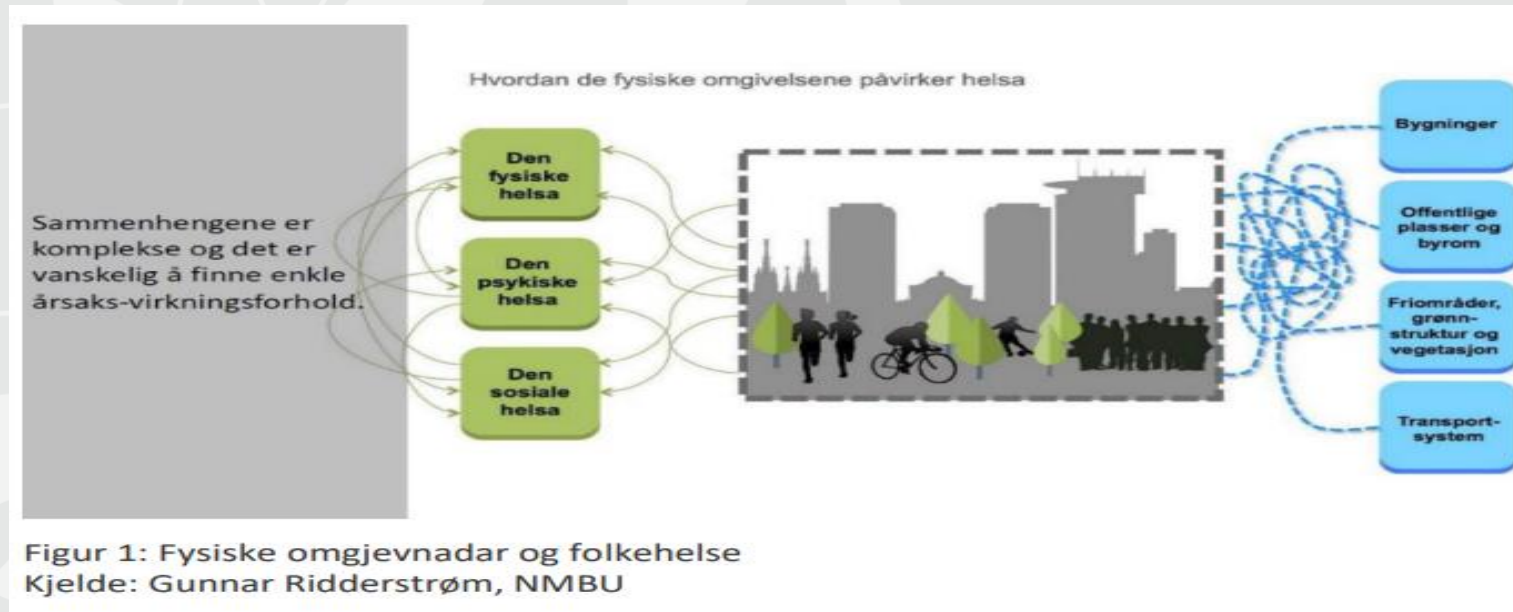 Hvordan de fysiske omgivelsene påvirker helsa
Sammenhengene er
komplekse og det er
vanskelig å finne enkle
årsaks-virkningsforhold.
Den
fysiske
helsa
Den
psykiske
helsa
Den
sosiale
helsa
Bygninger
Offentlige
plasser og
byrom
Friområder,
grønn-
struktur og
vegetasjon
Transport-
system
Figur 1: Fysiske omgjevnadar og folkehelse
Kjelde: Gunnar Ridderstrøm, NMBU